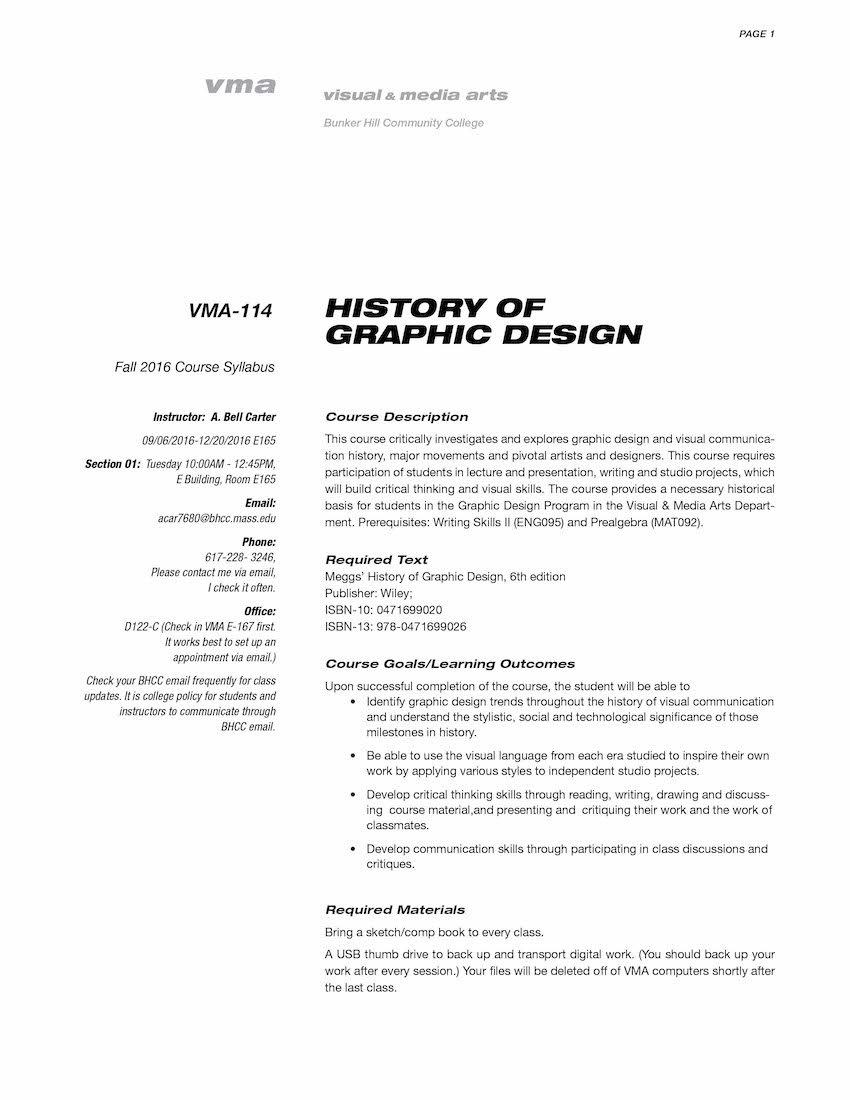 PAGE 1
vma
visual & media arts
Bunker Hill Community College
VMA-114
HISTORY OF
GRAPHIC DESIGN
Fall 2016 Course Syllabus
Instructor: A. Bell Carter
09/06/2016-12/20/2016 E165
Section 01: Tuesday 10:00AM - 12:45PM,
E Building, Room E165
Email:
acar7680@bhcc.mass.edu
Phone:
617-228- 3246,
Please contact me via email,
I check it often.
Office:
D122-C (Check in VMA E-167 first.
It works best to set up an
appointment via email.)
Check your BHCC email frequently for class
updates. It is college policy for students and
instructors to communicate through
BHCC email.
Course Description
This course critically investigates and explores graphic design and visual communica-
tion history, major movements and pivotal artists and designers. This course requires
participation of students in lecture and presentation, writing and studio projects, which
will build critical thinking and visual skills. The course provides a necessary historical
basis for students in the Graphic Design Program in the Visual & Media Arts Depart-
ment. Prerequisites: Writing Skills II (ENG095) and Prealgebra (MAT092).
Required Text
Meggs' History of Graphic Design, 6th edition
Publisher: Wiley;
ISBN-10: 0471699020
ISBN-13: 978-0471699026
Course Goals/Learning Outcomes
Upon successful completion of the course, the student will be able to
• Identify graphic design trends throughout the history of visual communication
and understand the stylistic, social and technological significance of those
milestones in history.
• Be able to use the visual language from each era studied to inspire their own
work by applying various styles to independent studio projects.
• Develop critical thinking skills through reading, writing, drawing and discuss-
ing course material,and presenting and critiquing their work and the work of
classmates.
• Develop communication skills through participating in class discussions and
critiques.
Required Materials
Bring a sketch/comp book to every class.
A USB thumb drive to back up and transport digital work. (You should back up your
work after every session.) Your files will be deleted off of VMA computers shortly after
the last class.